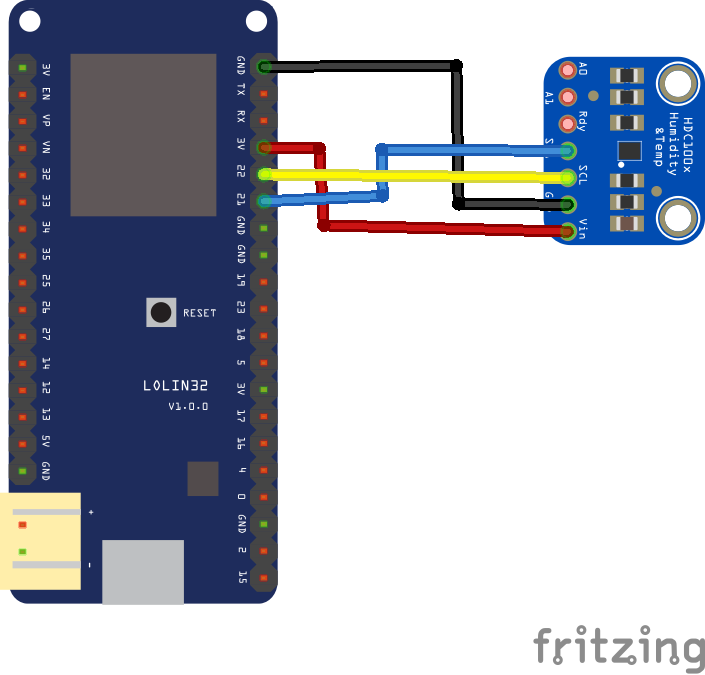 3V
EN
VP
VN
32
33
34
35
25
26
27
14
12
13
5V
GND
+
-
GND
TX
RX
3V
22
21
GND
GND
19
23
18
5
3V
17
16
4
0
GND
2
15
RESET
LOLIN32
V1.0.0
A0
A1
Rdy
S
SCL
G
Vin
HDC100x
Humidity
&Temp
fritzing